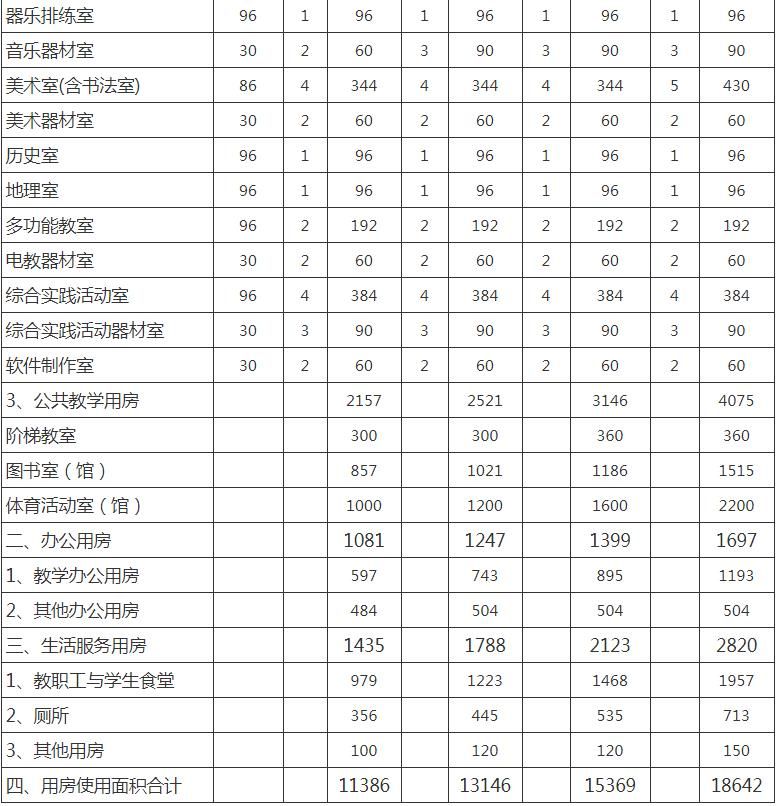 器乐排练室 96 1 96 1 96 1 96 1 96
音乐器材室 30 2 60 3 90 3 90 3 90
美术室(含书法室) 86 4 344 4 344 4 344 5 430
美术器材室 30 2 60 2 60 2 60 2 60
历史室 96 1 96 1 96 1 96 1 96
地理室 96 1 96 1 96 1 96 1 96
多功能教室 96 2 192 2 192 2 192 2 192
电教器材室 30 2 60 2 60 2 60 2 60
综合实践活动室 96 4 384 4 384 4 384 4 384
综合实践活动器材室 30 3 90 3 90 3 90 3 90
软件制作室 30 2 60 2 60 2 60 2 60
3、公共教学用房 2157 2521 3146 4075
阶梯教室 300 300 360 360
图书室（馆） 857 1021 1186 1515
体育活动室（馆） 1000 1200 1600 2200
二、办公用房 1081 1247 1399 1697
1、教学办公用房 597 743 895 1193
2、其他办公用房 484 504 504 504
三、生活服务用房 1435 1788 2123 2820
1、教职工与学生食堂 979 1223 1468 1957
2、厕所 356 445 535 713
3、其他用房 100 120 120 150
四、用房使用面积合计 11386 13146 15369 18642